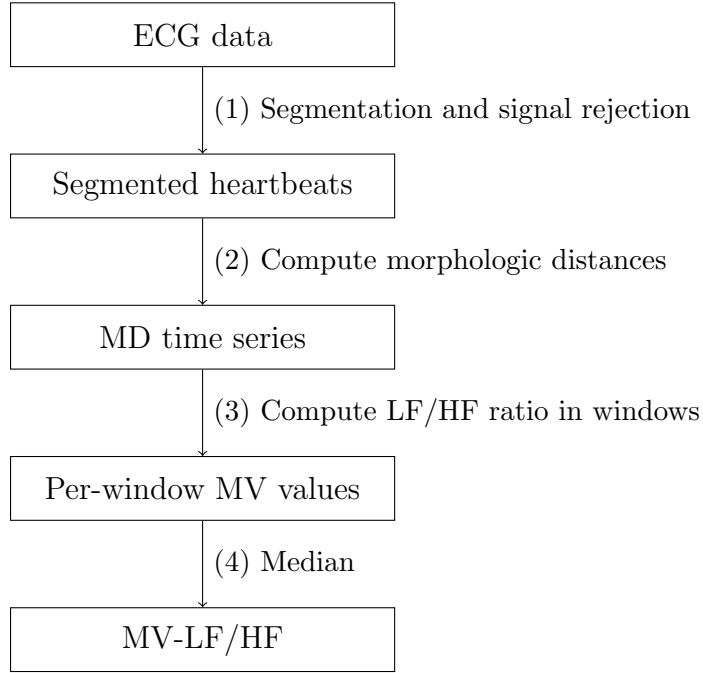 ECG data
(1) Segmentation and signal rejection
Segmented heartbeats
(2) Compute morphologic distances
MD time series
(3) Compute LF/HF ratio in windows
Per-window MV values
(4) Median
MV-LF/HF